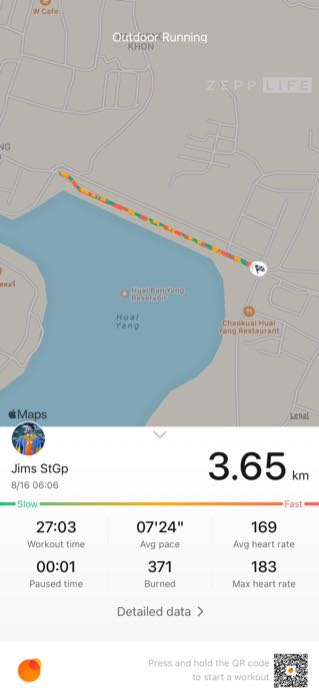 W Cafe
Outdoor Running
KHON
ZEPP LIFE
NG
Huai Ban Yang
Reservoir
Huai
Yang
Chaokuai Huai
Yang Restaurant
Maps
Legal
Jims StGp
8/16 06:06
3.65 km
Slow
Fast
27:03
07'24"
169
Workout time
Avg pace
Avg heart rate
00:01
371
183
Paused time
Burned
Max heart rate
Detailed data >
Press and hold the QR code
to start a workout